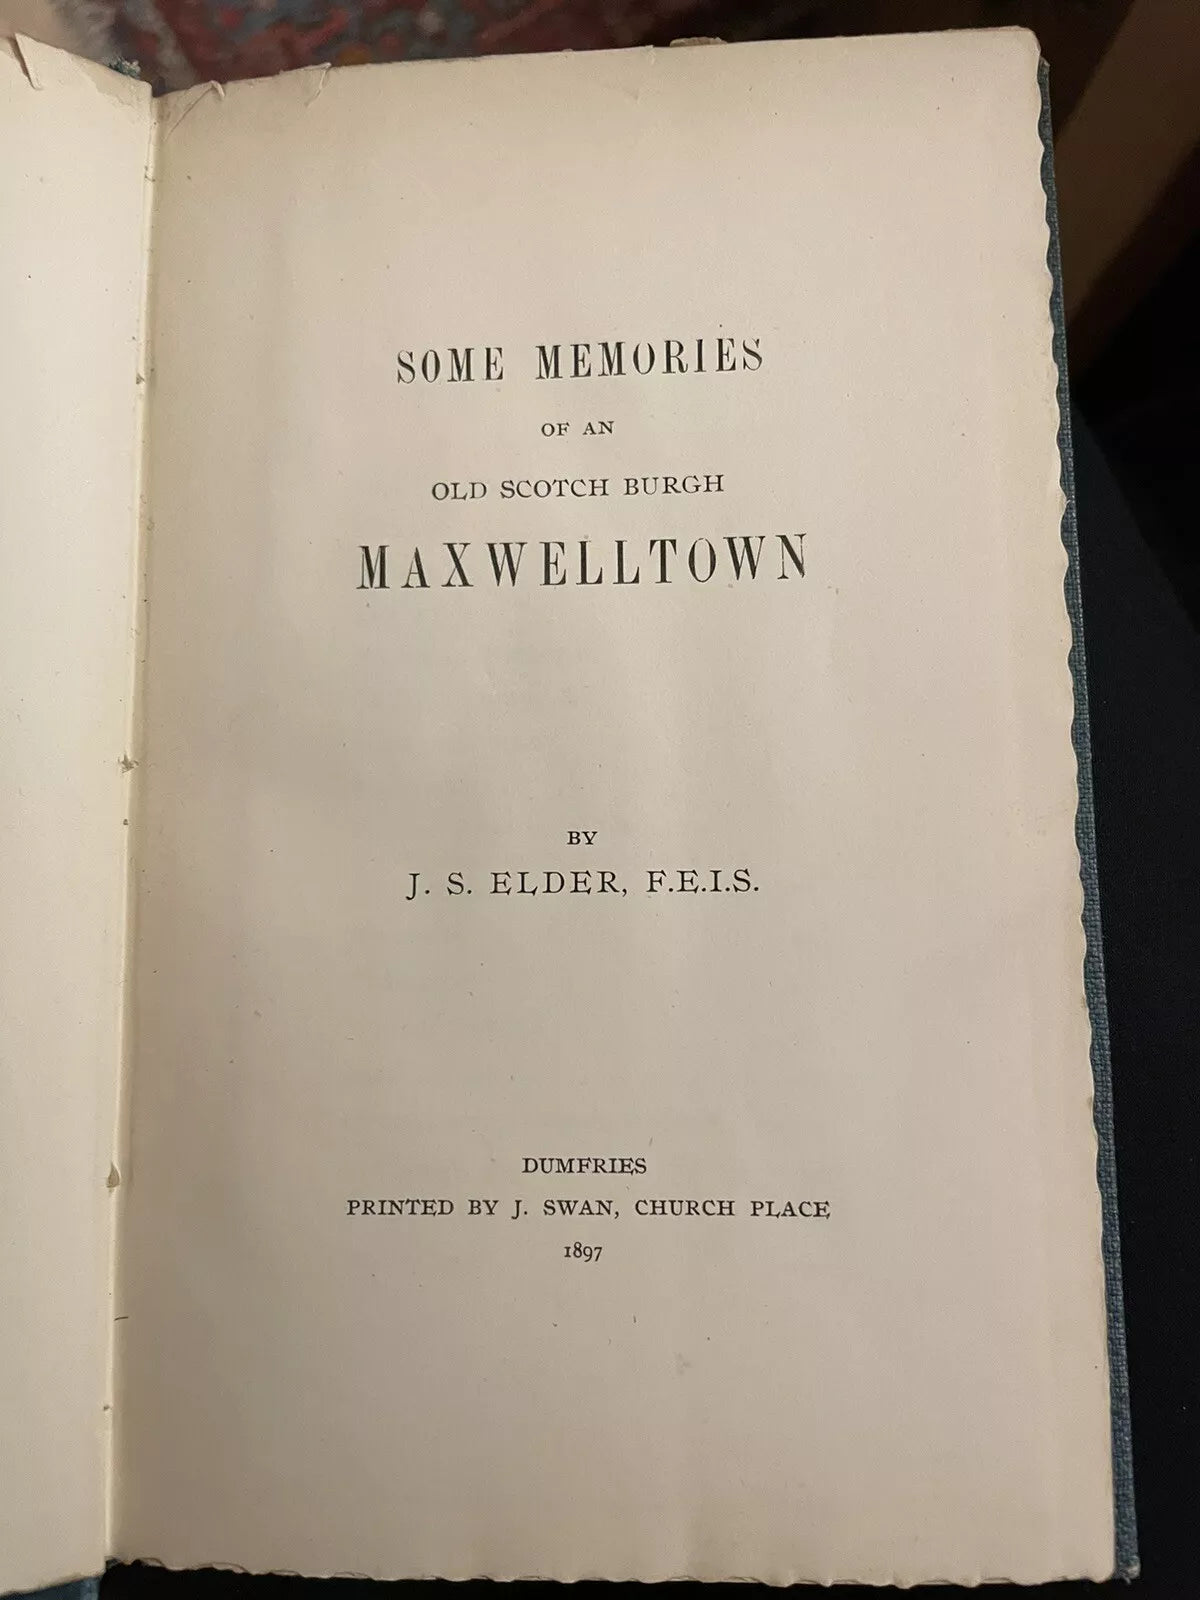 SOME MEMORIES
OF AN
OLD SCOTCH BURGH
MAXWELLTOWN
BY
J. S. ELDER, F.E.I.S.
DUMFRIES
PRINTED BY J. SWAN, CHURCH PLACE
1897